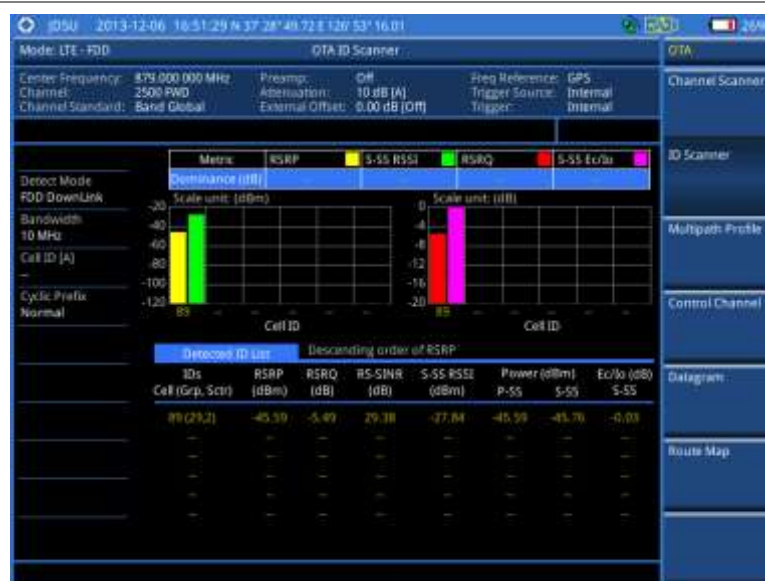 JDSU 2013-12-06 16:51:29 N 37° 28' 49.72 E 126° 53' 16.01 26%
Mode: LTE - FDD OTA ID Scanner OTA
Center Frequency: 879.000 000 MHz Preamp: Off Freq Reference: GPS
Channel: 2500 FWD Attenuation: 10 dB [A] Trigger Source: Internal
Channel Standard: Band Global External Offset: 0.00 dB [Off] Trigger: Internal
Channel Scanner
ID Scanner
Multipath Profile
Control Channel
Datagram
Route Map
Detect Mode
FDD DownLink
Bandwidth
10 MHz
Cell ID [A]
--
Cyclic Prefix
Normal
Metric RSRP S-SS RSSI RSRQ S-SS Ec/Io
Dominance (dB) -- -- -- --
Scale unit: (dBm)
-20
-40
-60
-80
-100
-120
89 -- -- -- -- --
Cell ID
Scale unit: (dB)
0
-4
-8
-12
-16
-20
89 -- -- -- -- --
Cell ID
Detected ID List Descending order of RSRP
IDs RSRP RSRQ RS-SINR S-SS RSSI Power (dBm) Ec/Io (dB)
Cell (Grp, Sctr) (dBm) (dB) (dB) (dBm) P-SS S-SS S-SS
89 (29,2) -45.59 -5.49 29.38 -27.84 -45.59 -45.76 -0.03
-- -- -- -- -- -- -- --
-- -- -- -- -- -- -- --
-- -- -- -- -- -- -- --
-- -- -- -- -- -- -- --
-- -- -- -- -- -- -- --